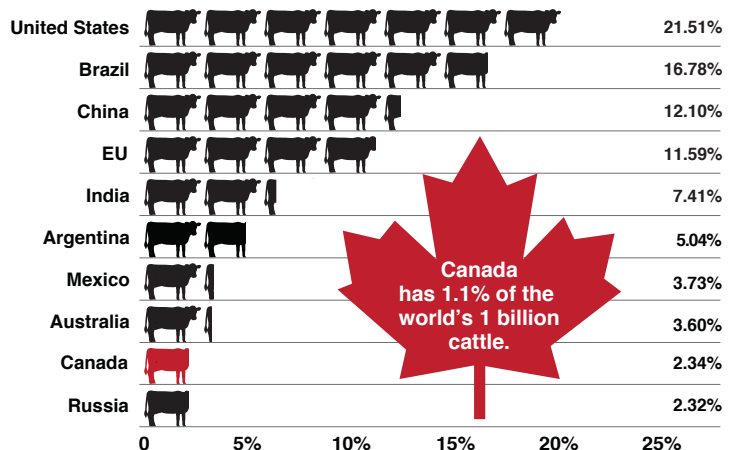 United States 21.51%
Brazil 16.78%
China 12.10%
EU 11.59%
India 7.41%
Argentina 5.04%
Mexico 3.73%
Australia 3.60%
Canada 2.34%
Russia 2.32%
Canada
has 1.1% of the
world's 1 billion
cattle.
0 5% 10% 15% 20% 25%